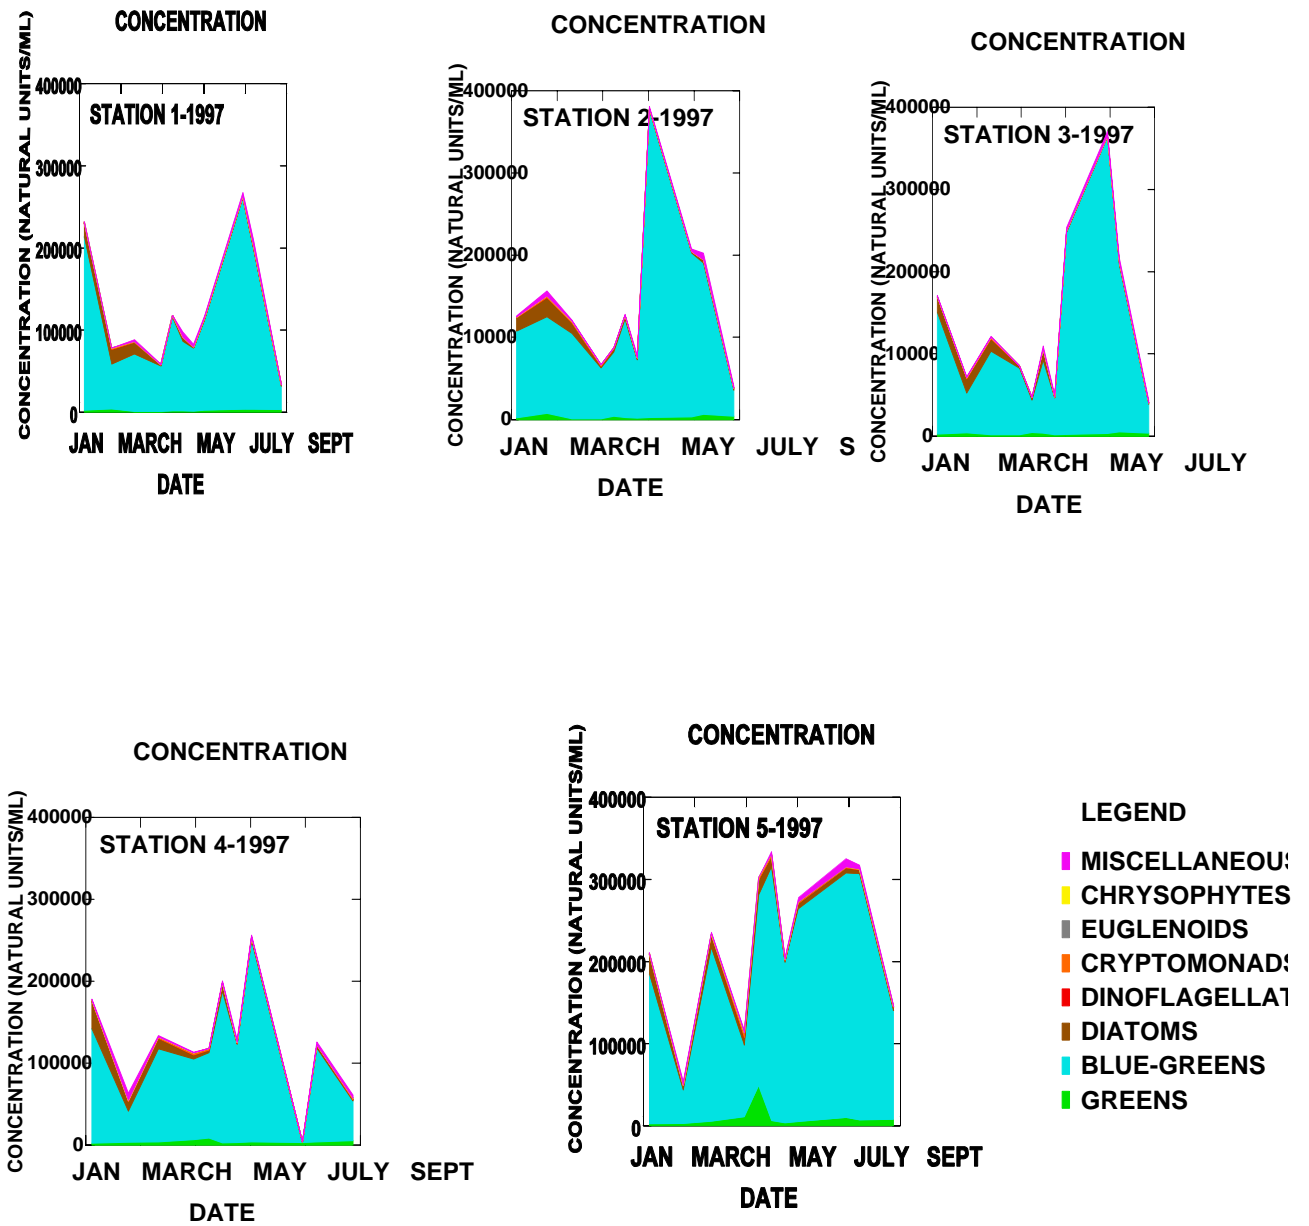 CONCENTRATION
CONCENTRATION (NATURAL UNITS/ML)
400000
300000
200000
100000
0
STATION 1-1997
JAN MARCH MAY JULY SEPT
DATE
CONCENTRATION
CONCENTRATION (NATURAL UNITS/ML)
400000
300000
200000
10000
0
STATION 2-1997
JAN MARCH MAY JULY S
DATE
CONCENTRATION
CONCENTRATION (NATURAL UNITS/ML)
400000
300000
200000
10000
0
STATION 3-1997
JAN MARCH MAY JULY
DATE
CONCENTRATION
CONCENTRATION (NATURAL UNITS/ML)
400000
300000
200000
100000
0
STATION 4-1997
JAN MARCH MAY JULY SEPT
DATE
CONCENTRATION
CONCENTRATION (NATURAL UNITS/ML)
400000
300000
200000
100000
0
STATION 5-1997
JAN MARCH MAY JULY SEPT
DATE
LEGEND
MISCELLANEOUS
CHRYSOPHYTES
EUGLENOIDS
CRYPTOMONADS
DINOFLAGELLAT
DIATOMS
BLUE-GREENS
GREENS